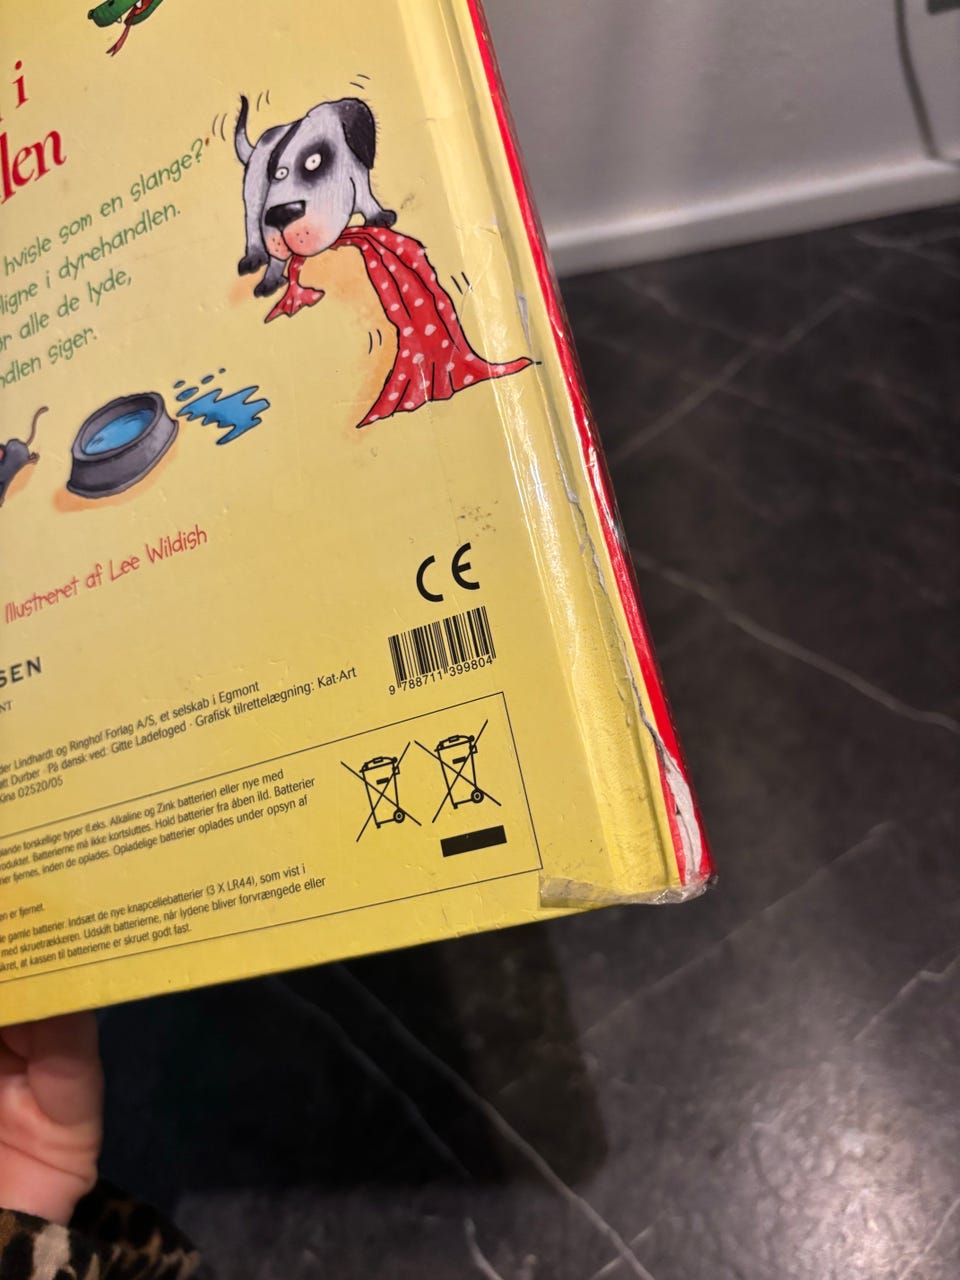 i
len
hvisle som en slange?"
ligne i dyrehandlen.
alle de lyde,
siger.
Illustreret af Lee Wildish
SEN
Lindhardt og Ringhof Forlag A/S, et selskab i Egmont
Durber · På dansk ved: Gitte Ladefoged · Grafisk tilrettelægning: Kat·Art
Kina 02520/05
CE
9 788711 399804
forskellige typer (f.eks. Alkaline og Zink batterier) eller nye med
Batterierne må ikke kortsluttes. Hold batterier fra åben ild. Batterier
fjernes, inden de oplades. Opladelige batterier oplades under opsyn af
er fjernet.
gamle batterier. Indsæt de nye knapcellebatterier (3 X LR44), som vist i
med skruetrækkeren. Udskift batterierne, når lydene bliver forvrængede eller
at kassen til batterierne er skruet godt fast.